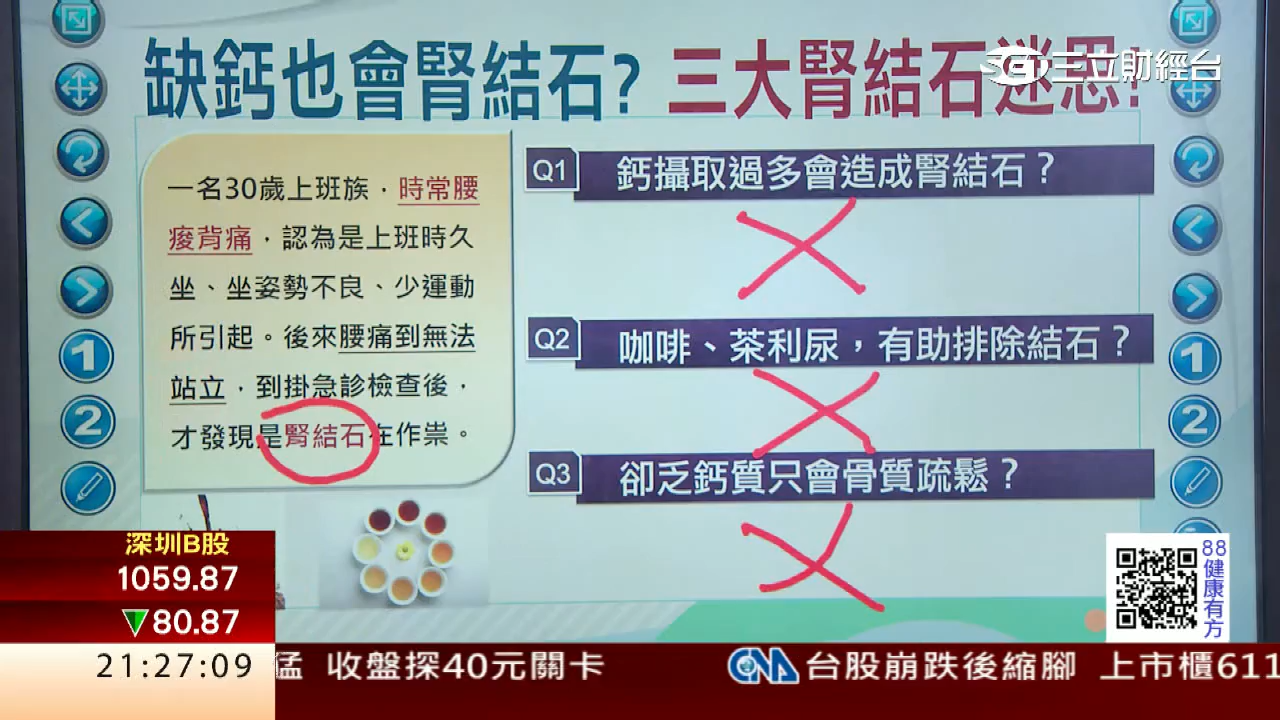 缺鈣也會腎結石? 三大腎結石迷思!
三立財經台
一名30歲上班族，時常腰
痠背痛，認為是上班時久
坐、坐姿勢不良、少運動
所引起。後來腰痛到無法
站立，到掛急診檢查後，
才發現是腎結石在作祟。
Q1 鈣攝取過多會造成腎結石？
Q2 咖啡、茶利尿，有助排除結石？
Q3 卻乏鈣質只會骨質疏鬆？
1
2
1
2
88健康有方
深圳B股
1059.87
▼80.87
21:27:09
猛 收盤探40元關卡 CNA 台股崩跌後縮腳 上市櫃611